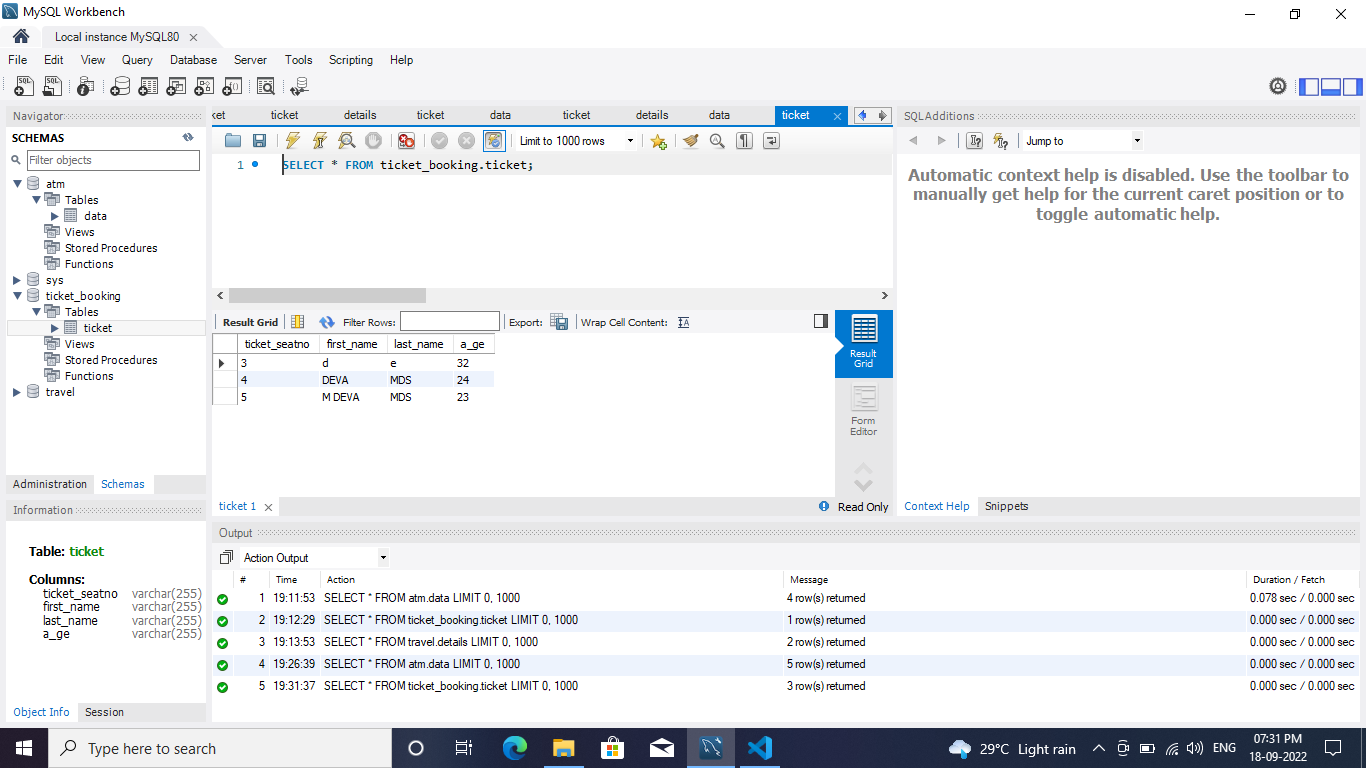 MySQL Workbench
Local instance MySQL80
File Edit View Query Database Server Tools Scripting Help
Navigator
SCHEMAS
Filter objects
atm
Tables
data
Views
Stored Procedures
Functions
sys
ticket_booking
Tables
ticket
Views
Stored Procedures
Functions
travel
Administration Schemas
Information
Table: ticket
Columns:
ticket_seatno varchar(255)
first_name varchar(255)
last_name varchar(255)
a_ge varchar(255)
Object Info Session
ket ticket details ticket data ticket details data ticket
Limit to 1000 rows
1 SELECT * FROM ticket_booking.ticket;
Result Grid Filter Rows: Export: Wrap Cell Content:
ticket_seatno first_name last_name a_ge
3 d e 32
4 DEVA MDS 24
5 M DEVA MDS 23
Result
Grid
Form
Editor
ticket 1 Read Only
SQLAdditions
Jump to
Automatic context help is disabled. Use the toolbar to
manually get help for the current caret position or to
toggle automatic help.
Context Help Snippets
Output
Action Output
# Time Action Message Duration / Fetch
1 19:11:53 SELECT * FROM atm.data LIMIT 0, 1000 4 row(s) returned 0.078 sec / 0.000 sec
2 19:12:29 SELECT * FROM ticket_booking.ticket LIMIT 0, 1000 1 row(s) returned 0.000 sec / 0.000 sec
3 19:13:53 SELECT * FROM travel.details LIMIT 0, 1000 2 row(s) returned 0.000 sec / 0.000 sec
4 19:26:39 SELECT * FROM atm.data LIMIT 0, 1000 5 row(s) returned 0.000 sec / 0.000 sec
5 19:31:37 SELECT * FROM ticket_booking.ticket LIMIT 0, 1000 3 row(s) returned 0.000 sec / 0.000 sec
Type here to search
29°C Light rain
ENG
07:31 PM
18-09-2022